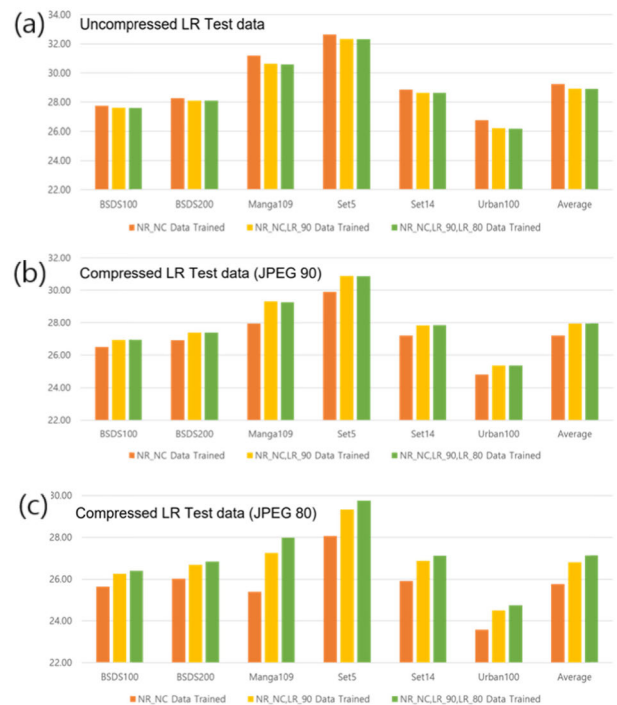 (a)
Uncompressed LR Test data
34.00
32.00
30.00
28.00
26.00
24.00
22.00
BSDS100 BSDS200 Manga109 Set5 Set14 Urban100 Average
NR_NC Data Trained NR_NC,LR_90 Data Trained NR_NC,LR_90,LR_80 Data Trained
(b)
Compressed LR Test data (JPEG 90)
32.00
30.00
28.00
26.00
24.00
22.00
BSDS100 BSDS200 Manga109 Set5 Set14 Urban100 Average
NR_NC Data Trained NR_NC,LR_90 Data Trained NR_NC,LR_90,LR_80 Data Trained
(c)
Compressed LR Test data (JPEG 80)
30.00
28.00
26.00
24.00
22.00
BSDS100 BSDS200 Manga109 Set5 Set14 Urban100 Average
NR_NC Data Trained NR_NC,LR_90 Data Trained NR_NC,LR_90,LR_80 Data Trained